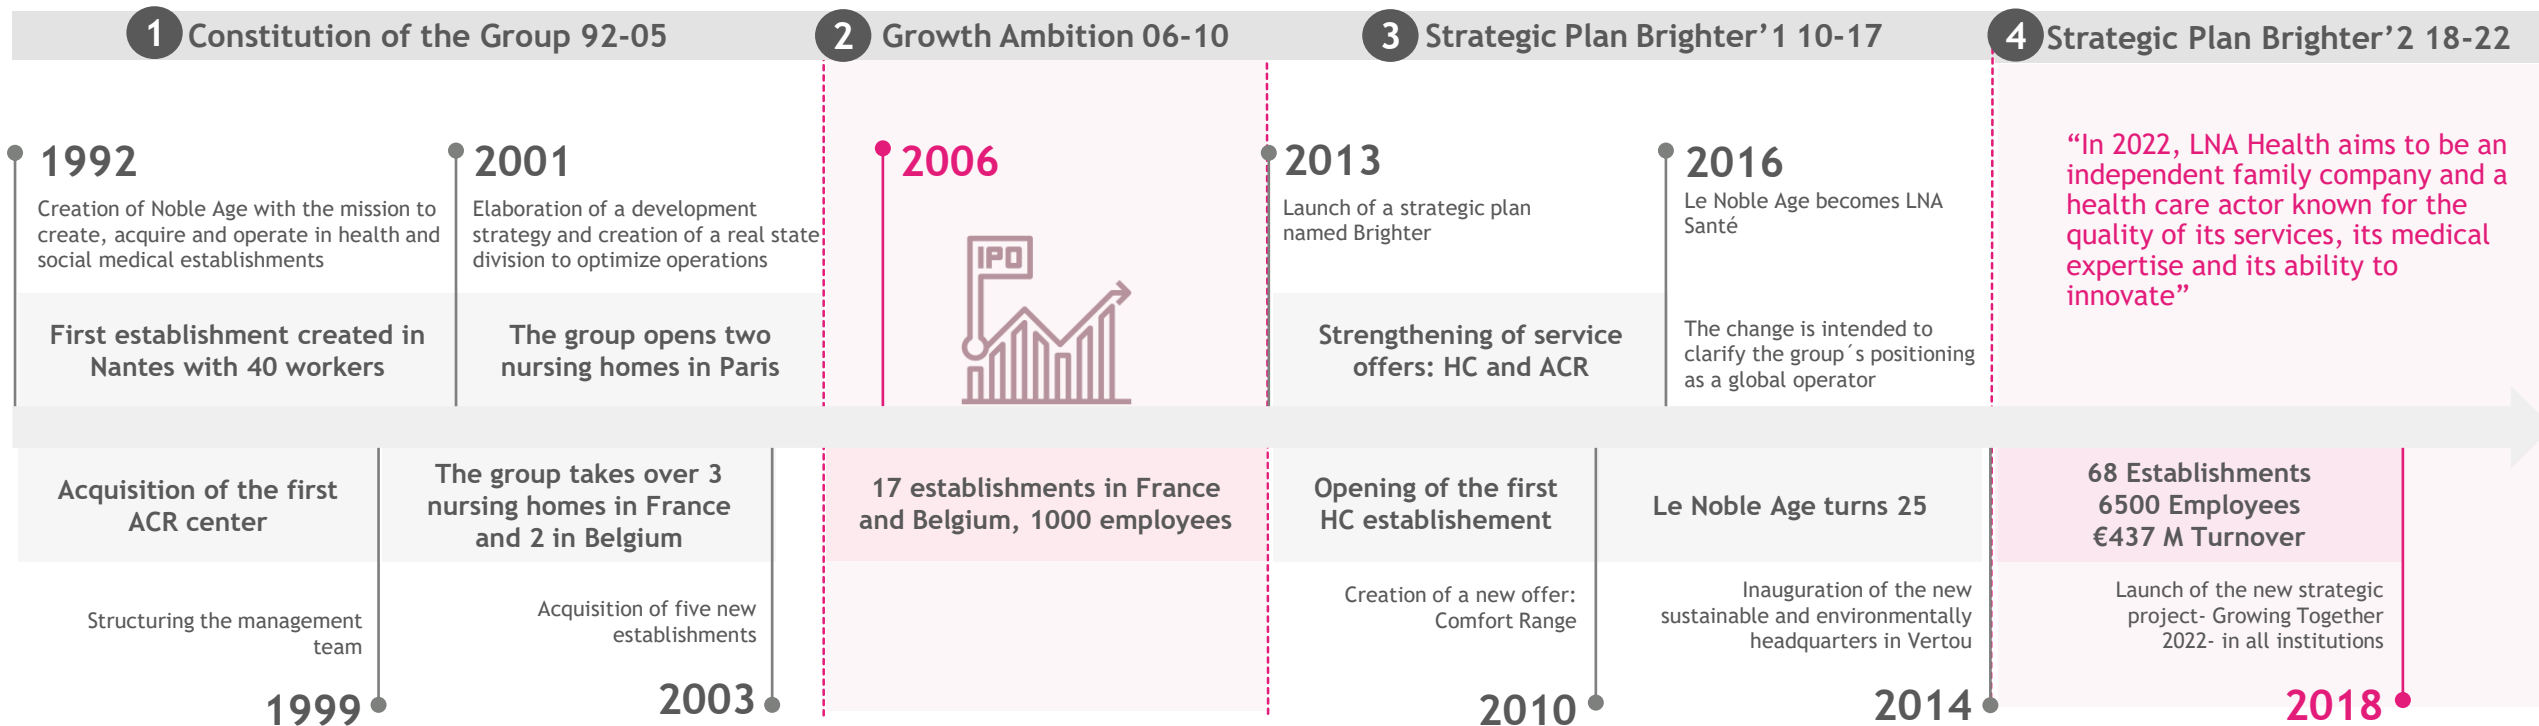 1 Constitution of the Group 92-05
2 Growth Ambition 06-10
3 Strategic Plan Brighter’1 10-17
4 Strategic Plan Brighter’2 18-22
1992
Creation of Noble Age with the mission to
create, acquire and operate in health and
social medical establishments
First establishment created in
Nantes with 40 workers
2001
Elaboration of a development
strategy and creation of a real state
division to optimize operations
The group opens two
nursing homes in Paris
2006
IPO
2013
Launch of a strategic plan
named Brighter
Strengthening of service
offers: HC and ACR
2016
Le Noble Age becomes LNA
Santé
The change is intended to
clarify the group´s positioning
as a global operator
“In 2022, LNA Health aims to be an
independent family company and a
health care actor known for the
quality of its services, its medical
expertise and its ability to
innovate”
Acquisition of the first
ACR center
Structuring the management
team
1999
The group takes over 3
nursing homes in France
and 2 in Belgium
Acquisition of five new
establishments
2003
17 establishments in France
and Belgium, 1000 employees
Opening of the first
HC establishement
Creation of a new offer:
Comfort Range
2010
Le Noble Age turns 25
Inauguration of the new
sustainable and environmentally
headquarters in Vertou
2014
68 Establishments
6500 Employees
€437 M Turnover
Launch of the new strategic
project- Growing Together
2022- in all institutions
2018